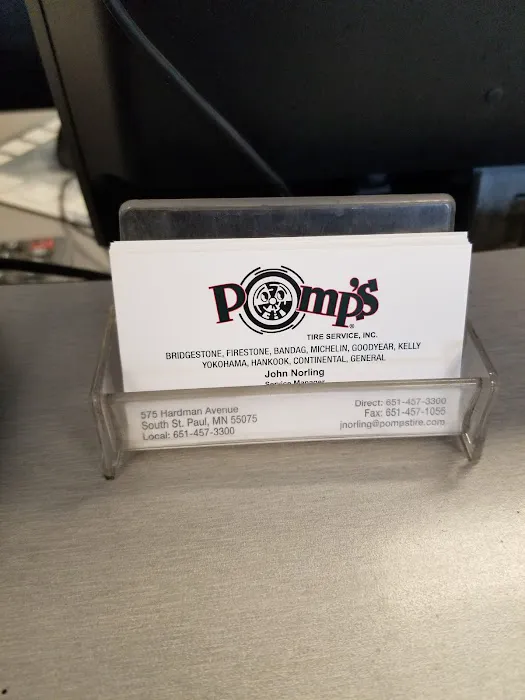 POMP'S
TIRE SERVICE, INC.
BRIDGESTONE, FIRESTONE, BANDAG, MICHELIN, GOODYEAR, KELLY
YOKOHAMA, HANKOOK, CONTINENTAL, GENERAL
John Norling
Service Manager
575 Hardman Avenue
South St. Paul, MN 55075
Local: 651-457-3300
Direct: 651-457-3300
Fax: 651-457-1055
jnorling@pompstire.com